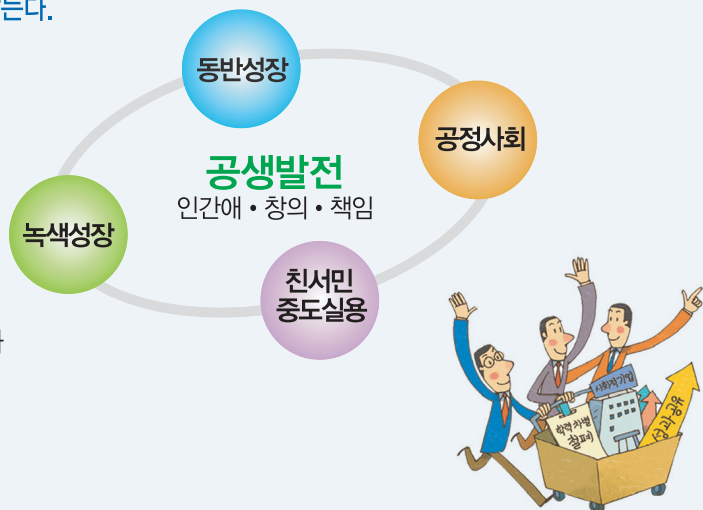 는다.
동반성장
공정사회
공생발전
인간애 • 창의 • 책임
녹색성장
친서민
중도실용
사회적기업
학력차별
철폐
성과공유